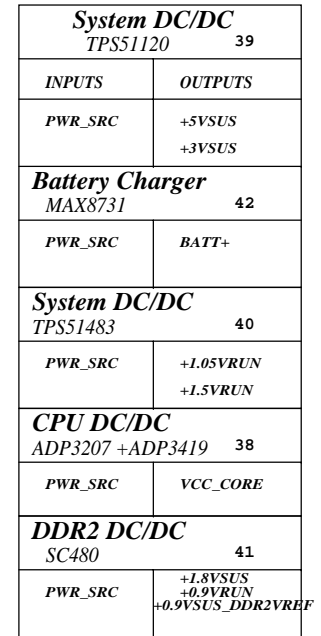 System DC/DC
TPS51120 39
INPUTS OUTPUTS
PWR_SRC +5VSUS
+3VSUS
Battery Charger
MAX8731 42
PWR_SRC BATT+
System DC/DC
TPS51483 40
PWR_SRC +1.05VRUN
+1.5VRUN
CPU DC/DC
ADP3207 +ADP3419 38
PWR_SRC VCC_CORE
DDR2 DC/DC
SC480 41
+1.8VSUS
PWR_SRC +0.9VRUN
+0.9VSUS_DDR2VREF